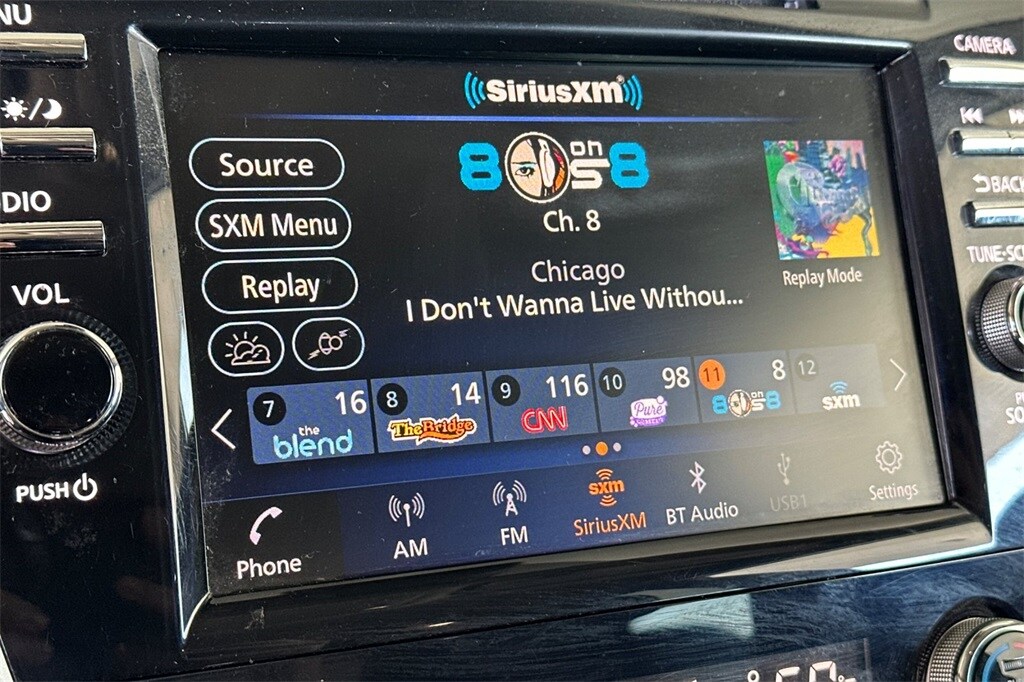 NU
CAMERA
SiriusXM
DIO
Source
8 on 8
SXM Menu
Ch. 8
BACK
Replay
Chicago
Replay Mode
TUNE·SC
VOL
I Don't Wanna Live Withou...
7 16
the
blend
8 14
The Bridge
9 116
CNN
10 98
Pure
11 8
8 on 8
12
sxm
PUSH
sxm
Phone
AM
FM
SiriusXM
BT Audio
USB1
Settings